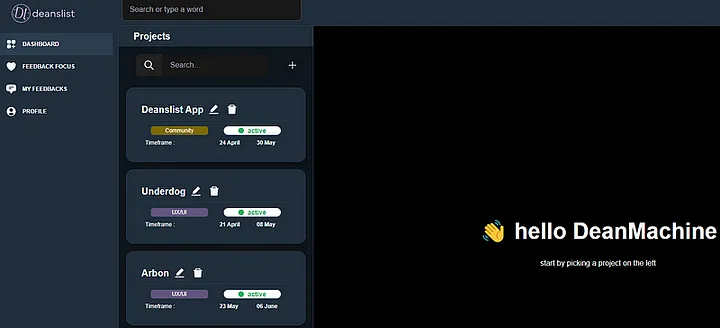 Dl deanslist
Search or type a word
DASHBOARD
FEEDBACK FOCUS
MY FEEDBACKS
PROFILE
Projects
Search...
Deanslist App
Community
active
Timeframe : 24 April 30 May
Underdog
UX/UI
active
Timeframe : 21 April 08 May
Arbon
UX/UI
active
Timeframe : 23 May 06 June
👋 hello DeanMachine
start by picking a project on the left